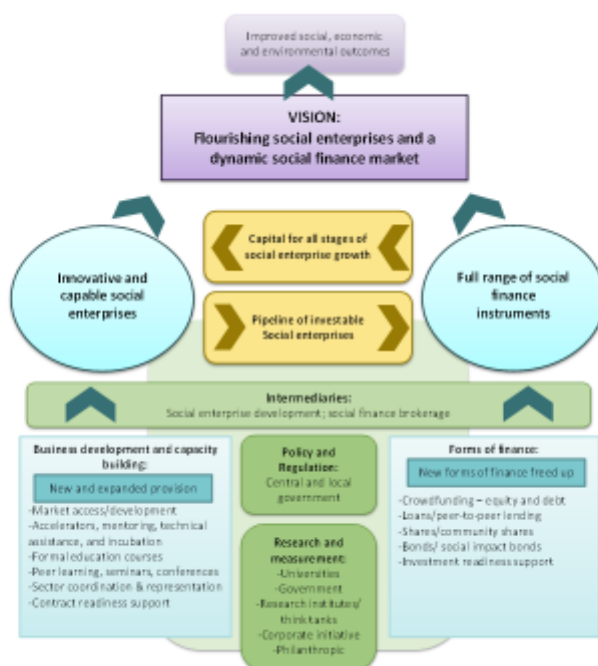 Improved social, economic
and environmental outcomes
VISION:
Flourishing social enterprises and a
dynamic social finance market
Innovative and
capable social
enterprises
Capital for all stages of
social enterprise growth
Pipeline of investable
Social enterprises
Full range of social
finance
instruments
Intermediaries:
Social enterprise development; social finance brokerage
Business development and capacity
building:
New and expanded provision
-Market access/development
-Accelerators, mentoring, technical
assistance, and incubation
-Formal education courses
-Peer learning, seminars, conferences
-Sector coordination & representation
-Contract readiness support
Policy and
Regulation:
Central and local
government
Research and
measurement:
-Universities
-Government
-Research institutes/
think tanks
-Corporate initiative
-Philanthropic
Forms of finance:
New forms of finance freed up
-Crowdfunding – equity and debt
-Loans/peer-to-peer lending
-Shares/community shares
-Bonds/ social impact bonds
-Investment readiness support